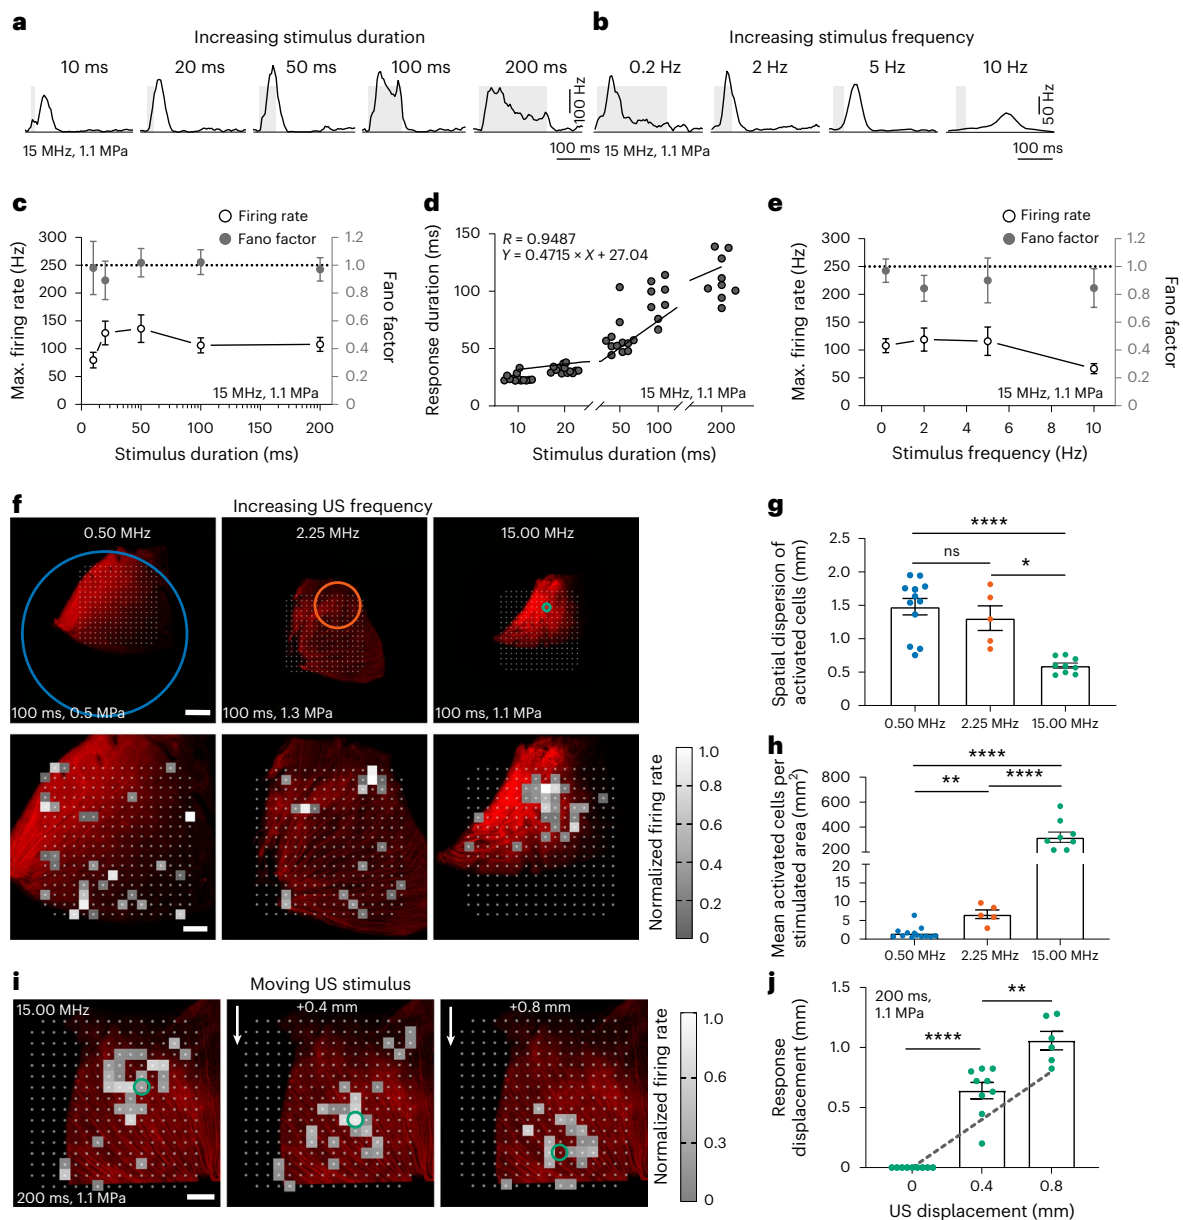 a
Increasing stimulus duration
10 ms
20 ms
50 ms
100 ms
200 ms
100 Hz
15 MHz, 1.1 MPa
100 ms
b
Increasing stimulus frequency
0.2 Hz
2 Hz
5 Hz
10 Hz
50 Hz
15 MHz, 1.1 MPa
100 ms
c
Firing rate
Fano factor
Max. firing rate (Hz)
300
250
200
150
100
50
0
1.2
1.0
0.8
0.6
0.4
0.2
0
Fano factor
15 MHz, 1.1 MPa
0
50
100
150
200
Stimulus duration (ms)
d
R = 0.9487
Y = 0.4715 × X + 27.04
Response duration (ms)
150
100
50
0
15 MHz, 1.1 MPa
10
20
50
100
200
Stimulus duration (ms)
e
Firing rate
Fano factor
Max. firing rate (Hz)
300
250
200
150
100
50
0
1.2
1.0
0.8
0.6
0.4
0.2
0
Fano factor
15 MHz, 1.1 MPa
0
2
4
6
8
10
Stimulus frequency (Hz)
f
Increasing US frequency
0.50 MHz
2.25 MHz
15.00 MHz
100 ms, 0.5 MPa
100 ms, 1.3 MPa
100 ms, 1.1 MPa
Normalized firing rate
1.0
0.8
0.6
0.4
0.2
0
g
Spatial dispersion of
activated cells (mm)
2.5
2.0
1.5
1.0
0.5
0
****
ns
*
0.50 MHz
2.25 MHz
15.00 MHz
h
Mean activated cells per
stimulated area (mm²)
800
600
400
200
20
15
10
5
0
****
**
****
0.50 MHz
2.25 MHz
15.00 MHz
i
Moving US stimulus
15.00 MHz
+0.4 mm
+0.8 mm
200 ms, 1.1 MPa
Normalized firing rate
1.0
0.6
0.3
0
j
200 ms,
1.1 MPa
Response
displacement (mm)
1.5
1.0
0.5
0
****
**
0
0.4
0.8
US displacement (mm)